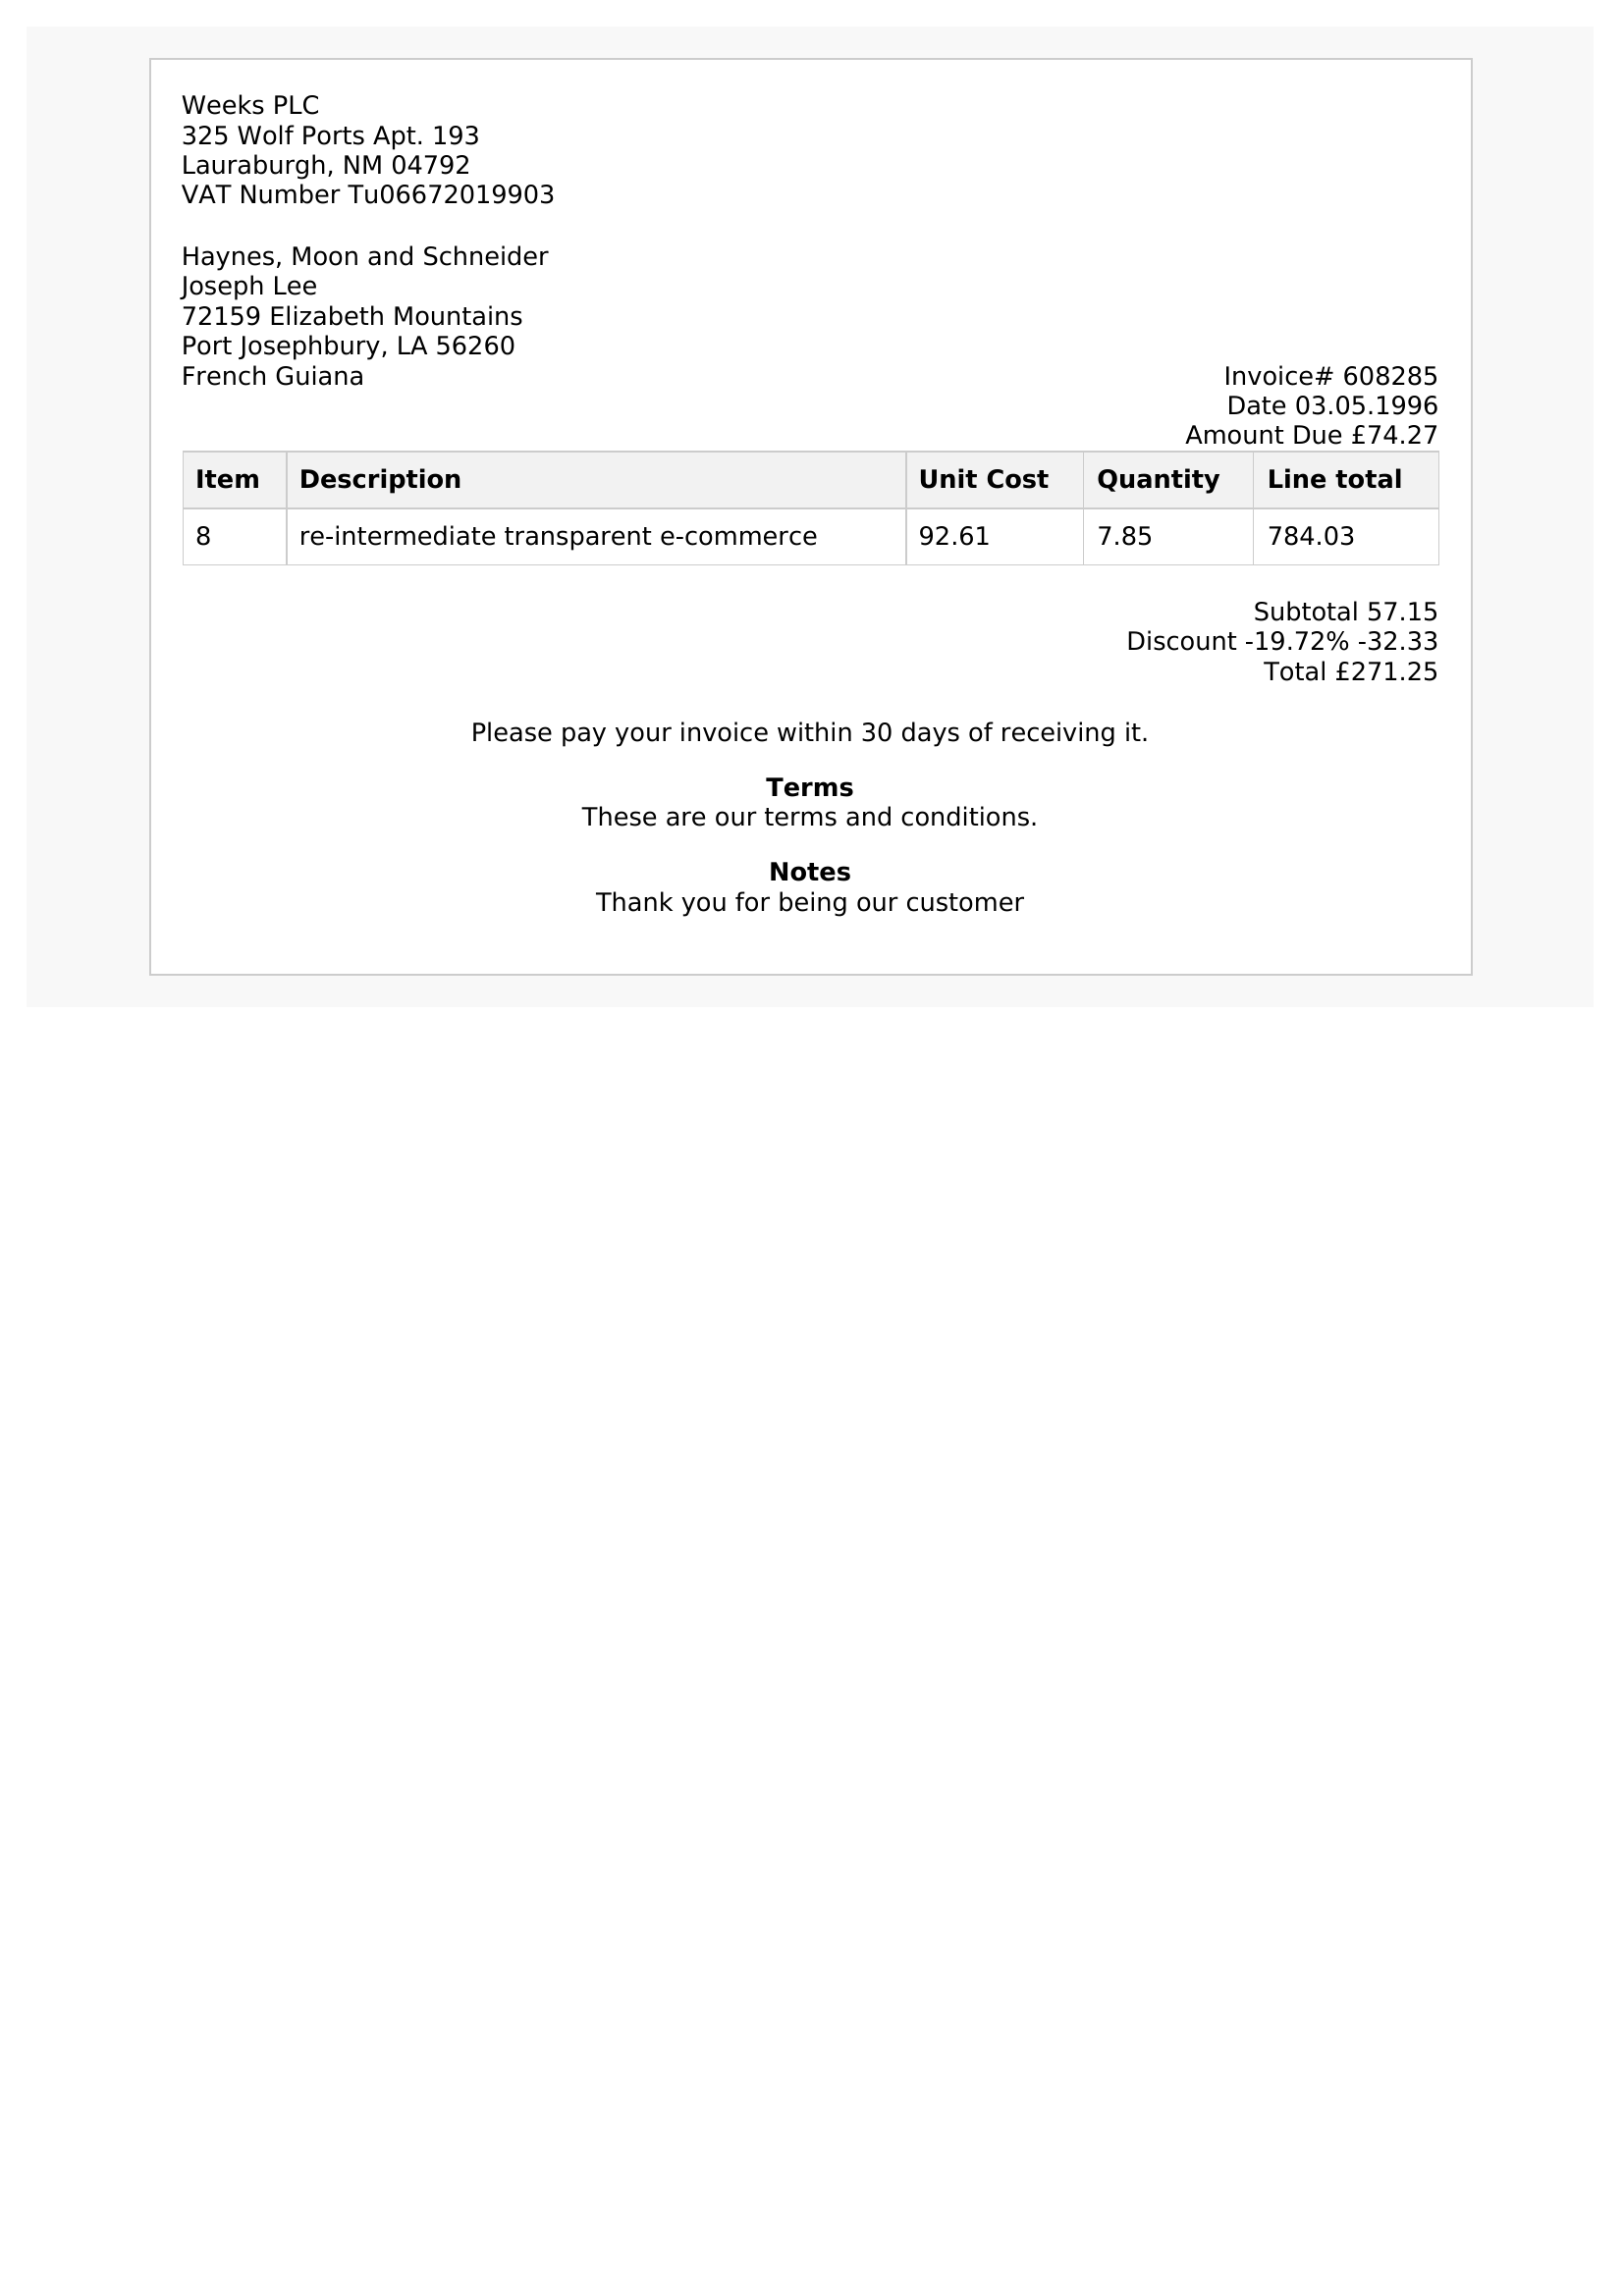 Weeks PLC
325 Wolf Ports Apt. 193
Lauraburgh, NM 04792
VAT Number Tu06672019903
Haynes, Moon and Schneider
Joseph Lee
72159 Elizabeth Mountains
Port Josephbury, LA 56260
French Guiana
Invoice# 608285
Date 03.05.1996
Amount Due £74.27
Item Description Unit Cost Quantity Line total
8 re-intermediate transparent e-commerce 92.61 7.85 784.03
Subtotal 57.15
Discount -19.72% -32.33
Total £271.25
Please pay your invoice within 30 days of receiving it.
Terms
These are our terms and conditions.
Notes
Thank you for being our customer